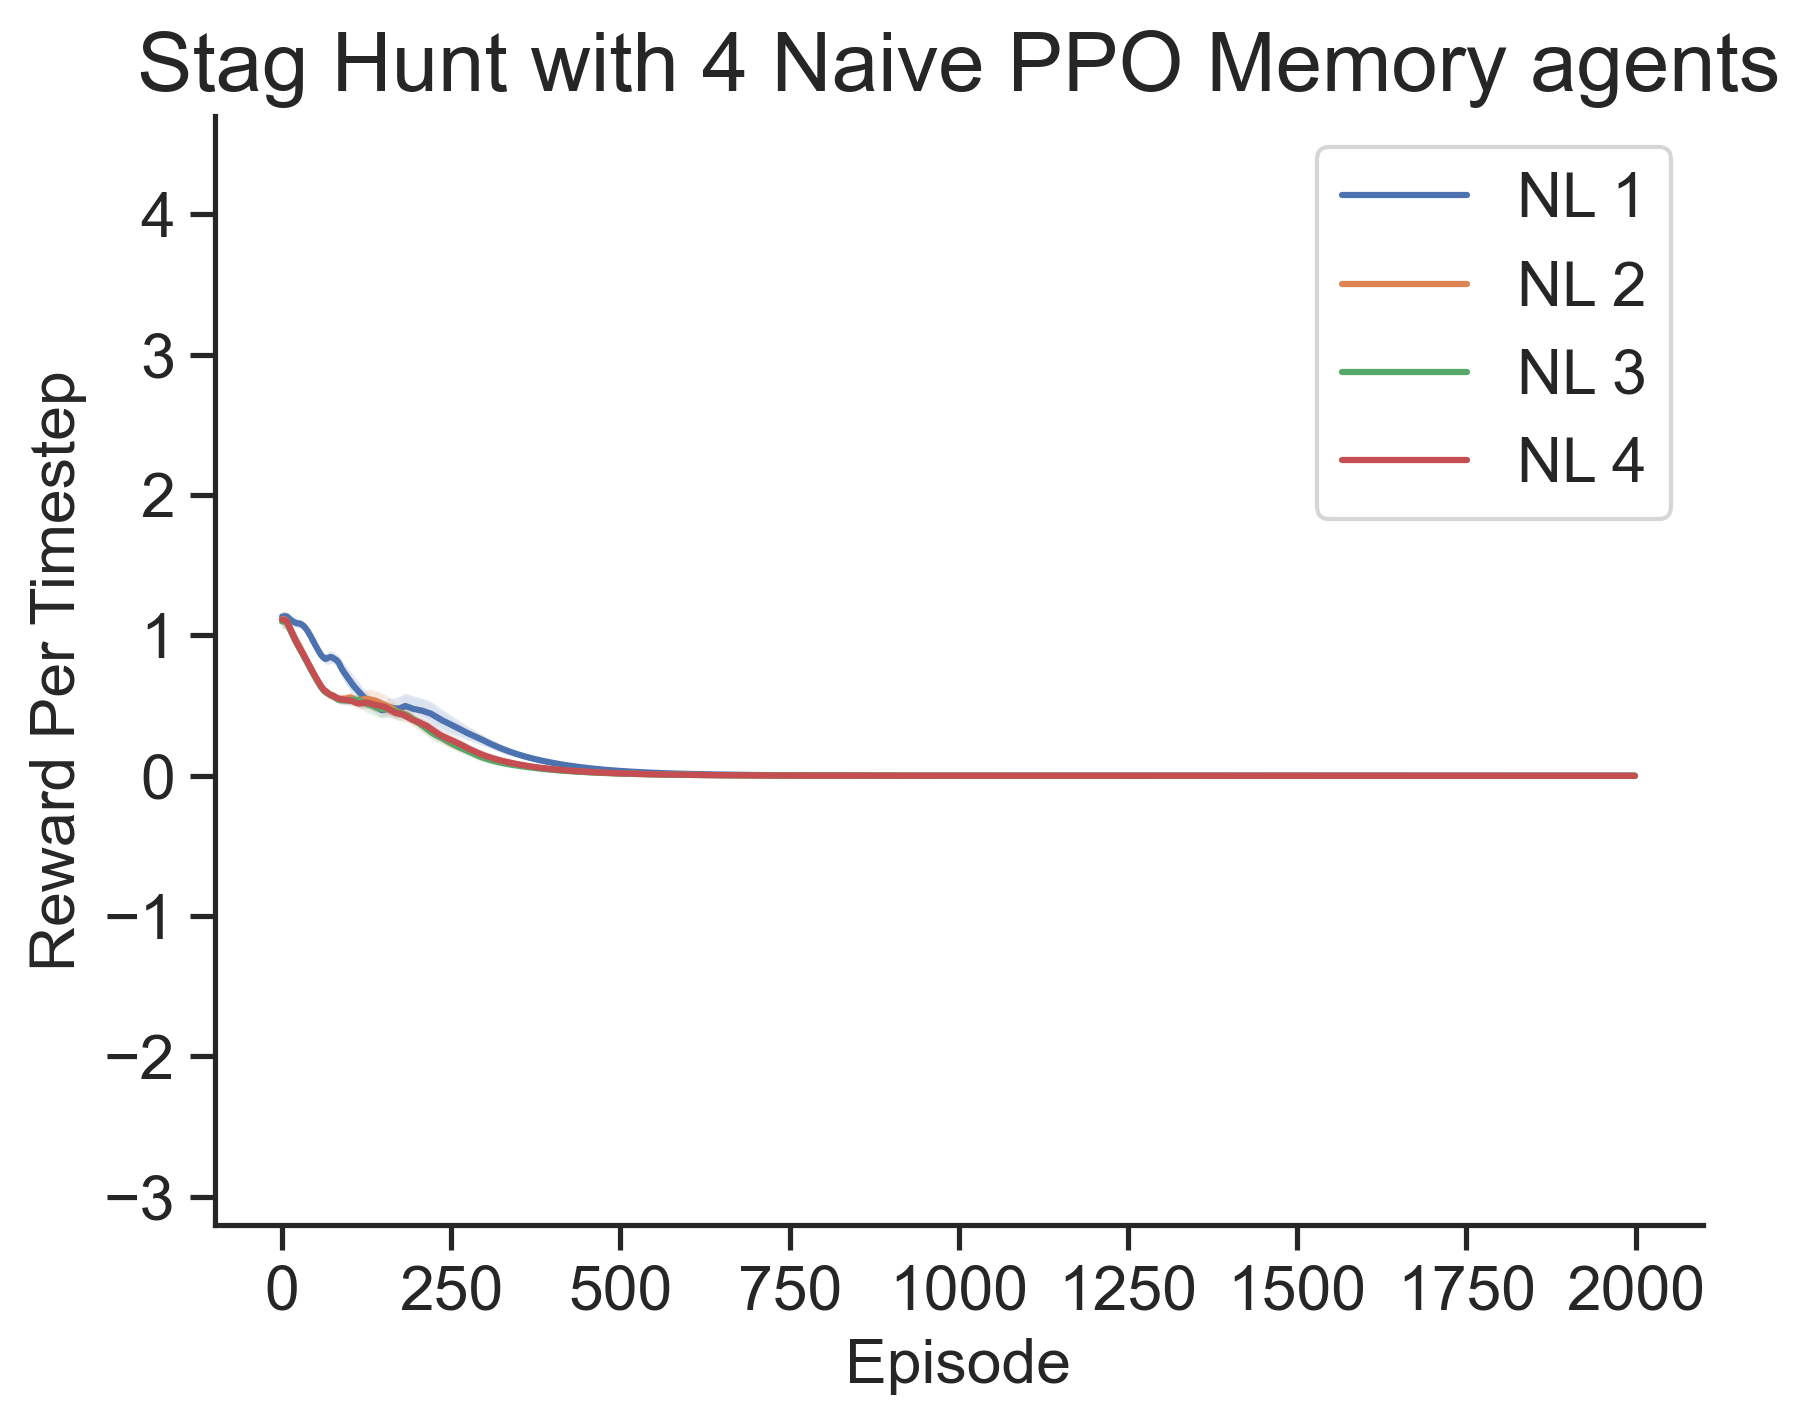 Stag Hunt with 4 Naive PPO Memory agents
NL 1
NL 2
NL 3
NL 4
Reward Per Timestep
4
3
2
1
0
−1
−2
−3
0 250 500 750 1000 1250 1500 1750 2000
Episode